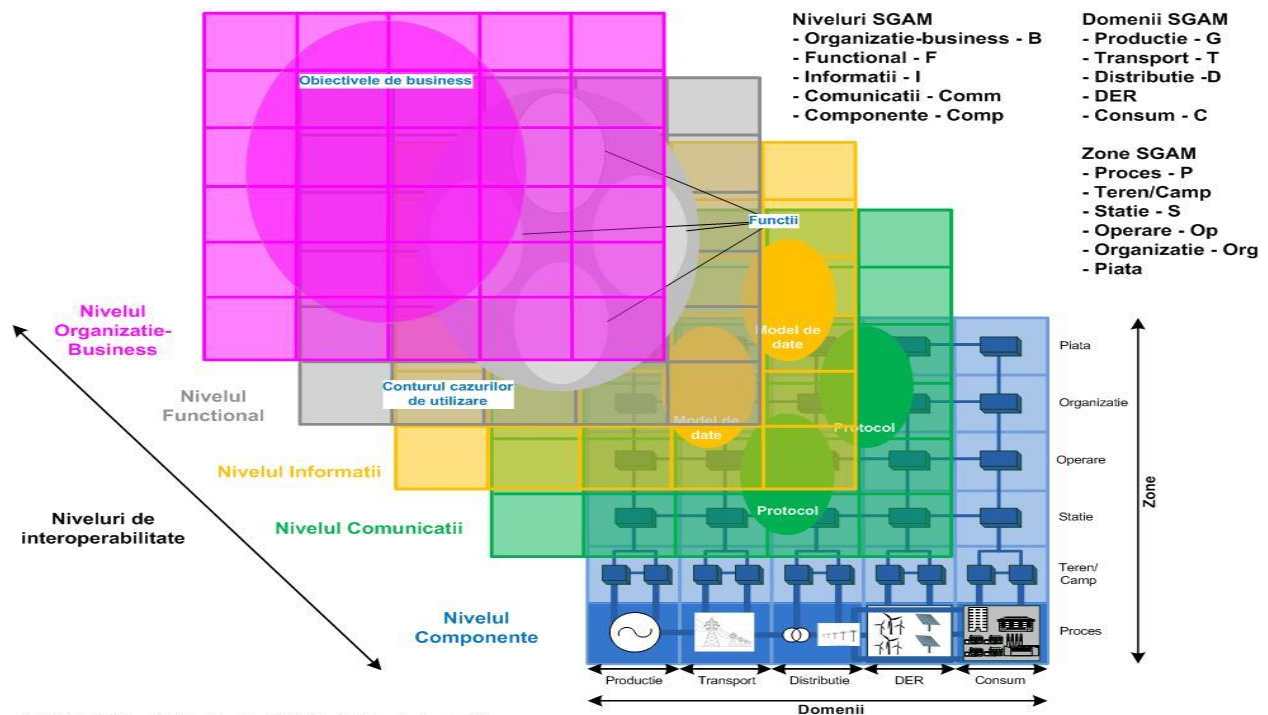 Niveluri SGAM
- Organizatie-business - B
- Functional - F
- Informatii - I
- Comunicatii - Comm
- Componente - Comp
Domenii SGAM
- Productie - G
- Transport - T
- Distributie -D
- DER
- Consum - C
Zone SGAM
- Proces - P
- Teren/Camp
- Statie - S
- Operare - Op
- Organizatie - Org
- Piata
Obiectivele de business
Functii
Nivelul
Organizatie-
Business
Model de
date
Piata
Conturul cazurilor
de utilizare
Nivelul
Functional
Organizatie
Model de
date
Protocol
Nivelul Informatii
Operare
Zone
Niveluri de
interoperabilitate
Nivelul Comunicatii
Protocol
Statie
Teren/
Camp
Nivelul
Componente
Proces
Productie
Transport
Distributie
DER
Consum
Domenii